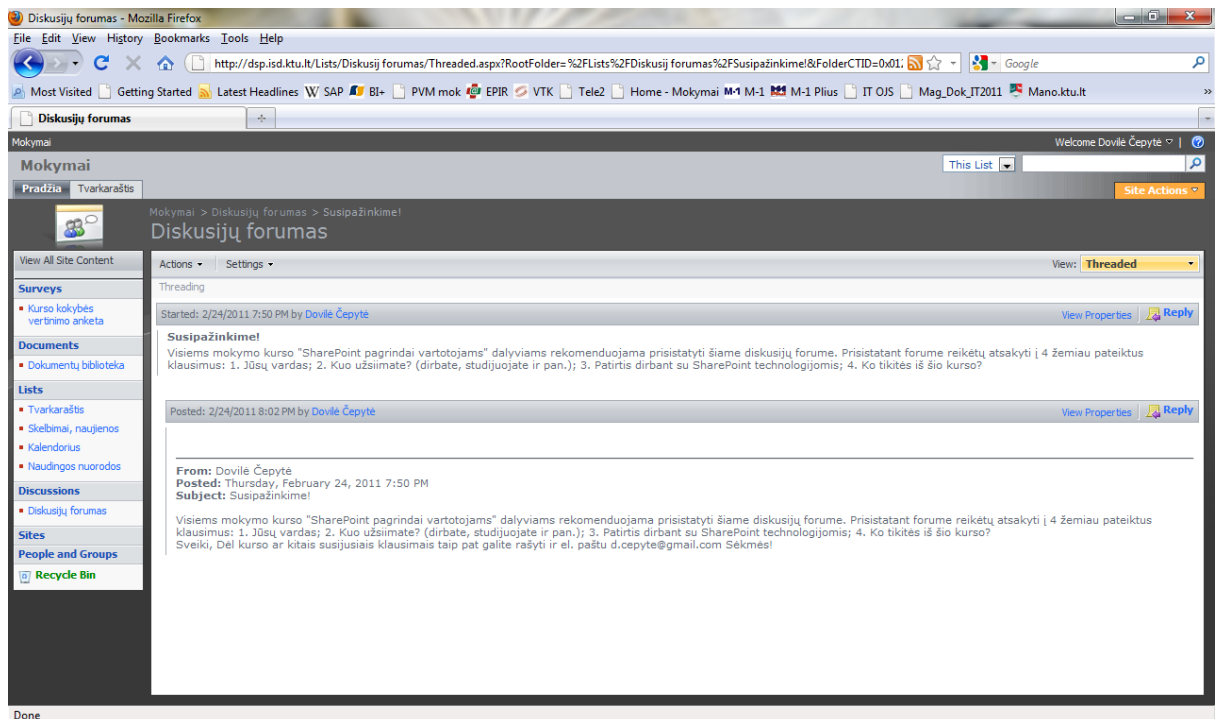 Diskusijų forumas - Mozilla Firefox
File Edit View History Bookmarks Tools Help
http://dsp.isd.ktu.lt/Lists/Diskusij forumas/Threaded.aspx?RootFolder=%2FLists%2FDiskusij forumas%2FSusipažinkime!&FolderCTID=0x01 Google
Most Visited Getting Started Latest Headlines SAP BI+ PVM mok EPIR VTK Tele2 Home - Mokymai M-1 M-1 Plius IT OJS Mag_Dok_IT2011 Mano.ktu.lt »
Diskusijų forumas
Mokymai Welcome Dovilė Čepytė |
Mokymai This List
Pradžia Tvarkaraštis Site Actions
Mokymai > Diskusijų forumas > Susipažinkime!
Diskusijų forumas
View All Site Content
Actions Settings View: Threaded
Surveys
Kurso kokybės
vertinimo anketa
Documents
Dokumentų biblioteka
Lists
Tvarkaraštis
Skelbimai, naujienos
Kalendorius
Naudingos nuorodos
Discussions
Diskusijų forumas
Sites
People and Groups
Recycle Bin
Threading
Started: 2/24/2011 7:50 PM by Dovilė Čepytė View Properties Reply
Susipažinkime!
Visiems mokymo kurso "SharePoint pagrindai vartotojams" dalyviams rekomenduojama prisistatyti šiame diskusijų forume. Prisistatant forume reikėtų atsakyti į 4 žemiau pateiktus
klausimus: 1. Jūsų vardas; 2. Kuo užsiimate? (dirbate, studijuojate ir pan.); 3. Patirtis dirbant su SharePoint technologijomis; 4. Ko tikitės iš šio kurso?
Posted: 2/24/2011 8:02 PM by Dovilė Čepytė View Properties Reply
From: Dovilė Čepytė
Posted: Thursday, February 24, 2011 7:50 PM
Subject: Susipažinkime!
Visiems mokymo kurso "SharePoint pagrindai vartotojams" dalyviams rekomenduojama prisistatyti šiame diskusijų forume. Prisistatant forume reikėtų atsakyti į 4 žemiau pateiktus
klausimus: 1. Jūsų vardas; 2. Kuo užsiimate? (dirbate, studijuojate ir pan.); 3. Patirtis dirbant su SharePoint technologijomis; 4. Ko tikitės iš šio kurso?
Sveiki, Dėl kurso ar kitais susijusiais klausimais taip pat galite rašyti ir el. paštu d.cepyte@gmail.com Sėkmės!
Done